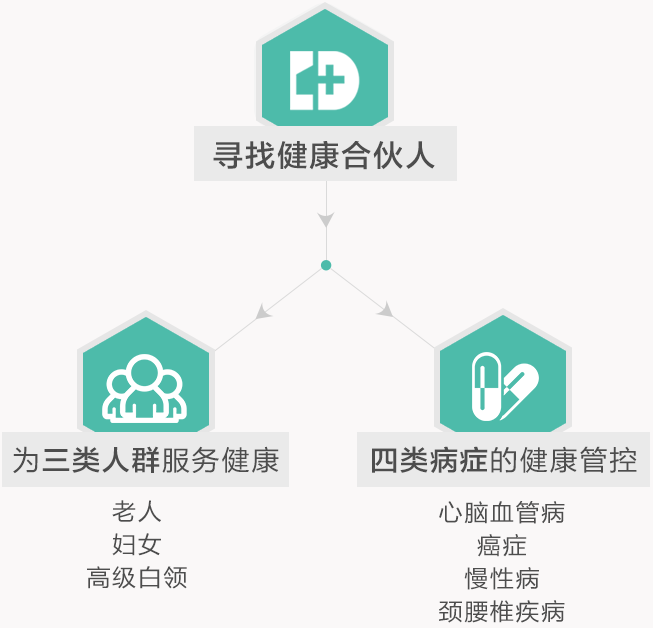 寻找健康合伙人
为三类人群服务健康
老人
妇女
高级白领
四类病症的健康管控
心脑血管病
癌症
慢性病
颈腰椎疾病